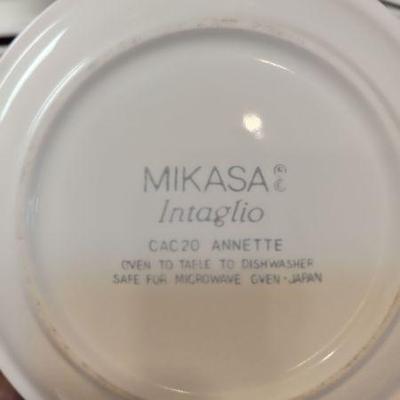 MIKASA
Intaglio
CAC20 ANNETTE
OVEN TO TABLE TO DISHWASHER
SAFE FOR MICROWAVE OVEN-JAPAN